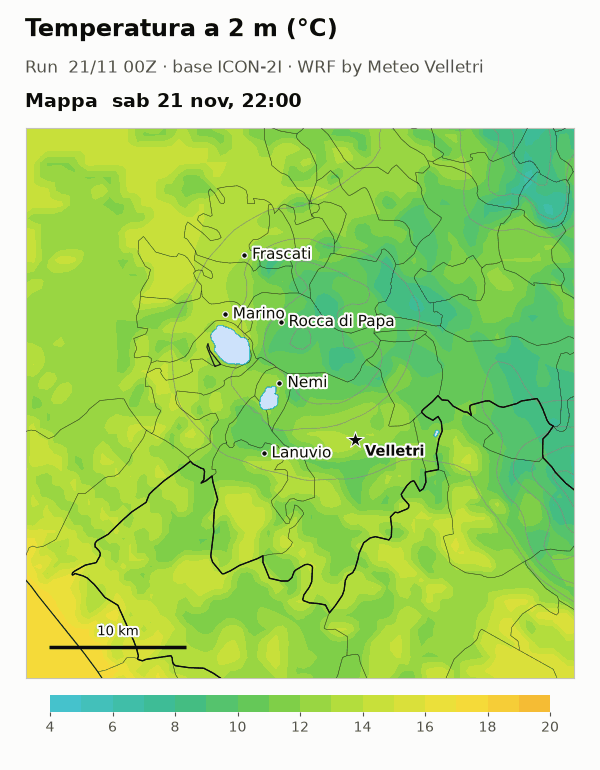 Temperatura a 2 m (°C)
Run  21/11 00Z · base ICON-2I · WRF by Meteo Velletri
Mappa  sab 21 nov, 22:00
Frascati
Marino
Rocca di Papa
Nemi
Velletri
Lanuvio
10 km
4 6 8 10 12 14 16 18 20